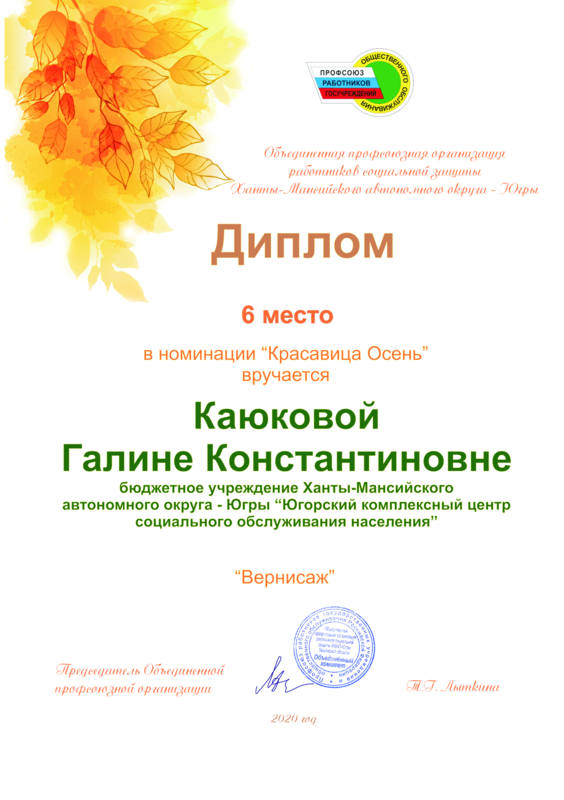 ОБЩЕСТВЕННОГО ОБСЛУЖИВАНИЯ
ПРОФСОЮЗ
РАБОТНИКОВ
ГОСУЧРЕЖДЕНИЙ
Объединенная профсоюзная организация
работников социальной защиты
Ханты-Мансийского автономного округа - Югры
Диплом
6 место
в номинации “Красавица Осень”
вручается
Каюковой
Галине Константиновне
бюджетное учреждение Ханты-Мансийского
автономного округа - Югры “Югорский комплексный центр
социального обслуживания населения”
“Вернисаж”
Председатель Объединенной
профсоюзной организации
Т.Г. Лыткина
2020 год